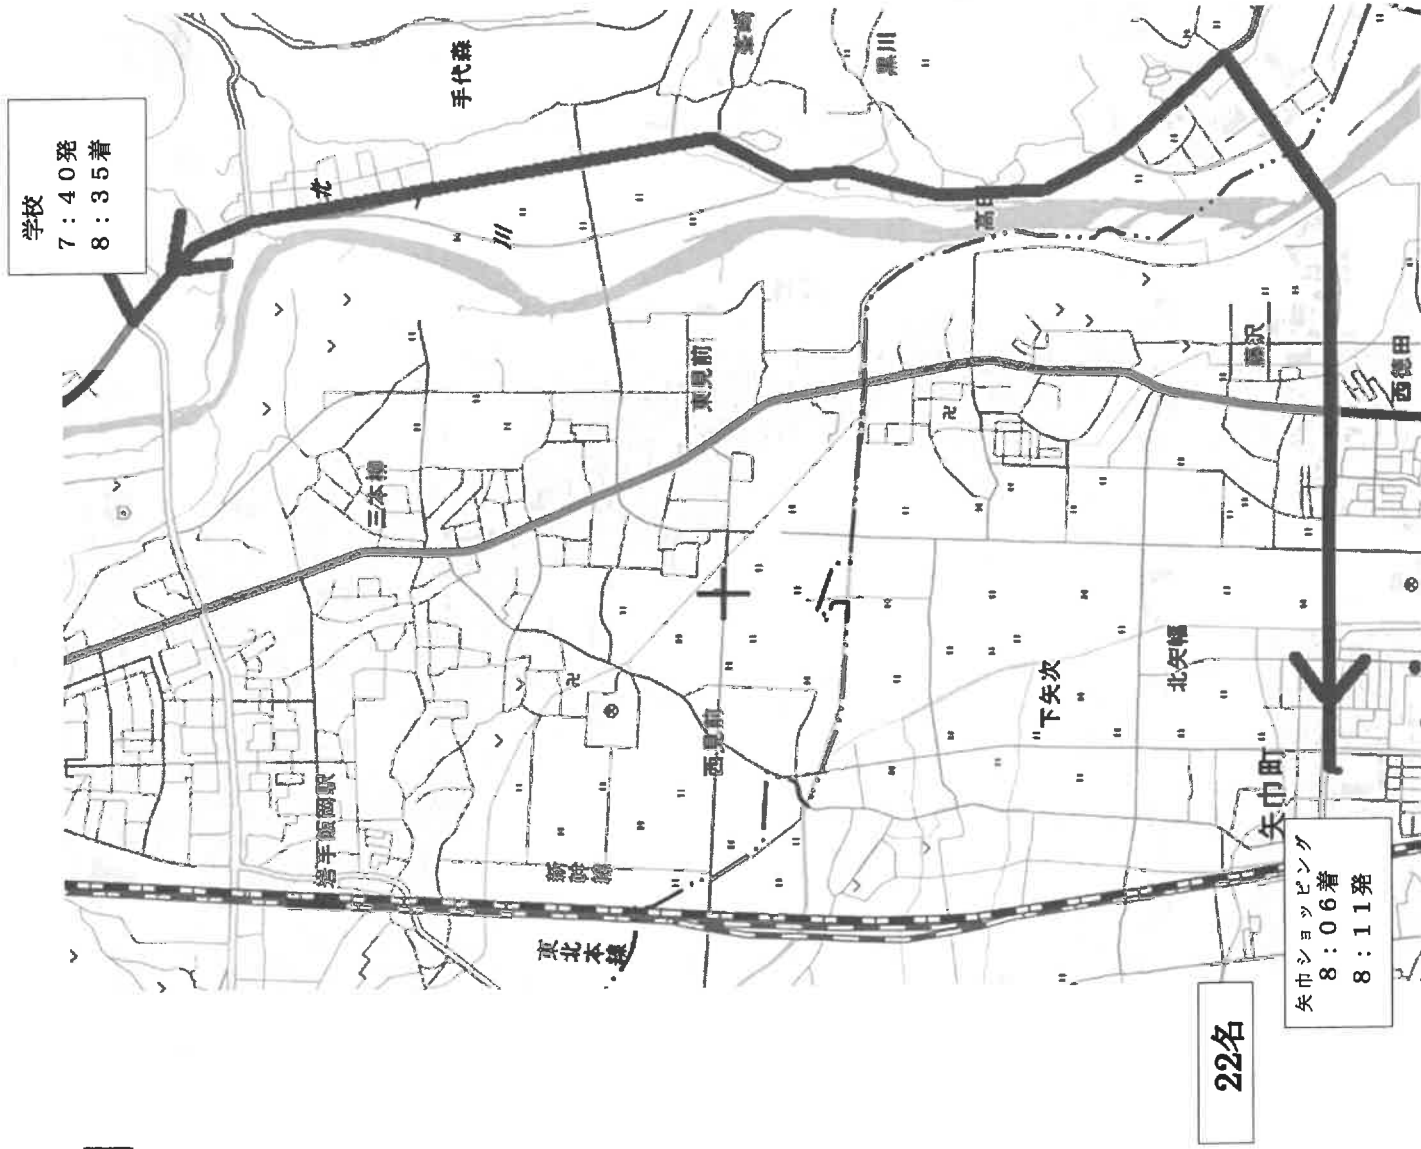 学校
7：40発
8：35着
手代森
黒川
北
川
高田
東見前
藤沢
西徳田
三本柳
西見前
下矢次
北矢幅
矢巾町
岩手飯岡駅
新幹線
東北本線
矢巾ショッピング
8：06着
8：11発
22名